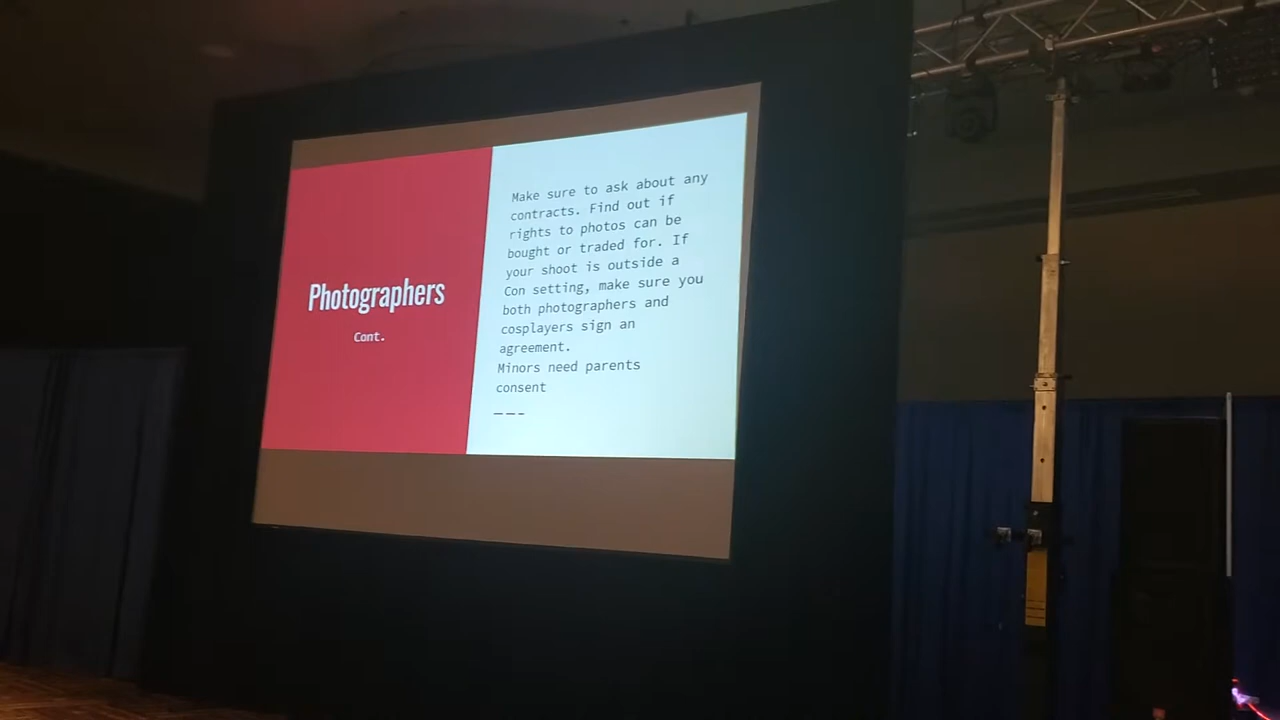 Photographers
Cont.
Make sure to ask about any
contracts. Find out if
rights to photos can be
bought or traded for. If
your shoot is outside a
Con setting, make sure you
both photographers and
cosplayers sign an
agreement.
Minors need parents
consent